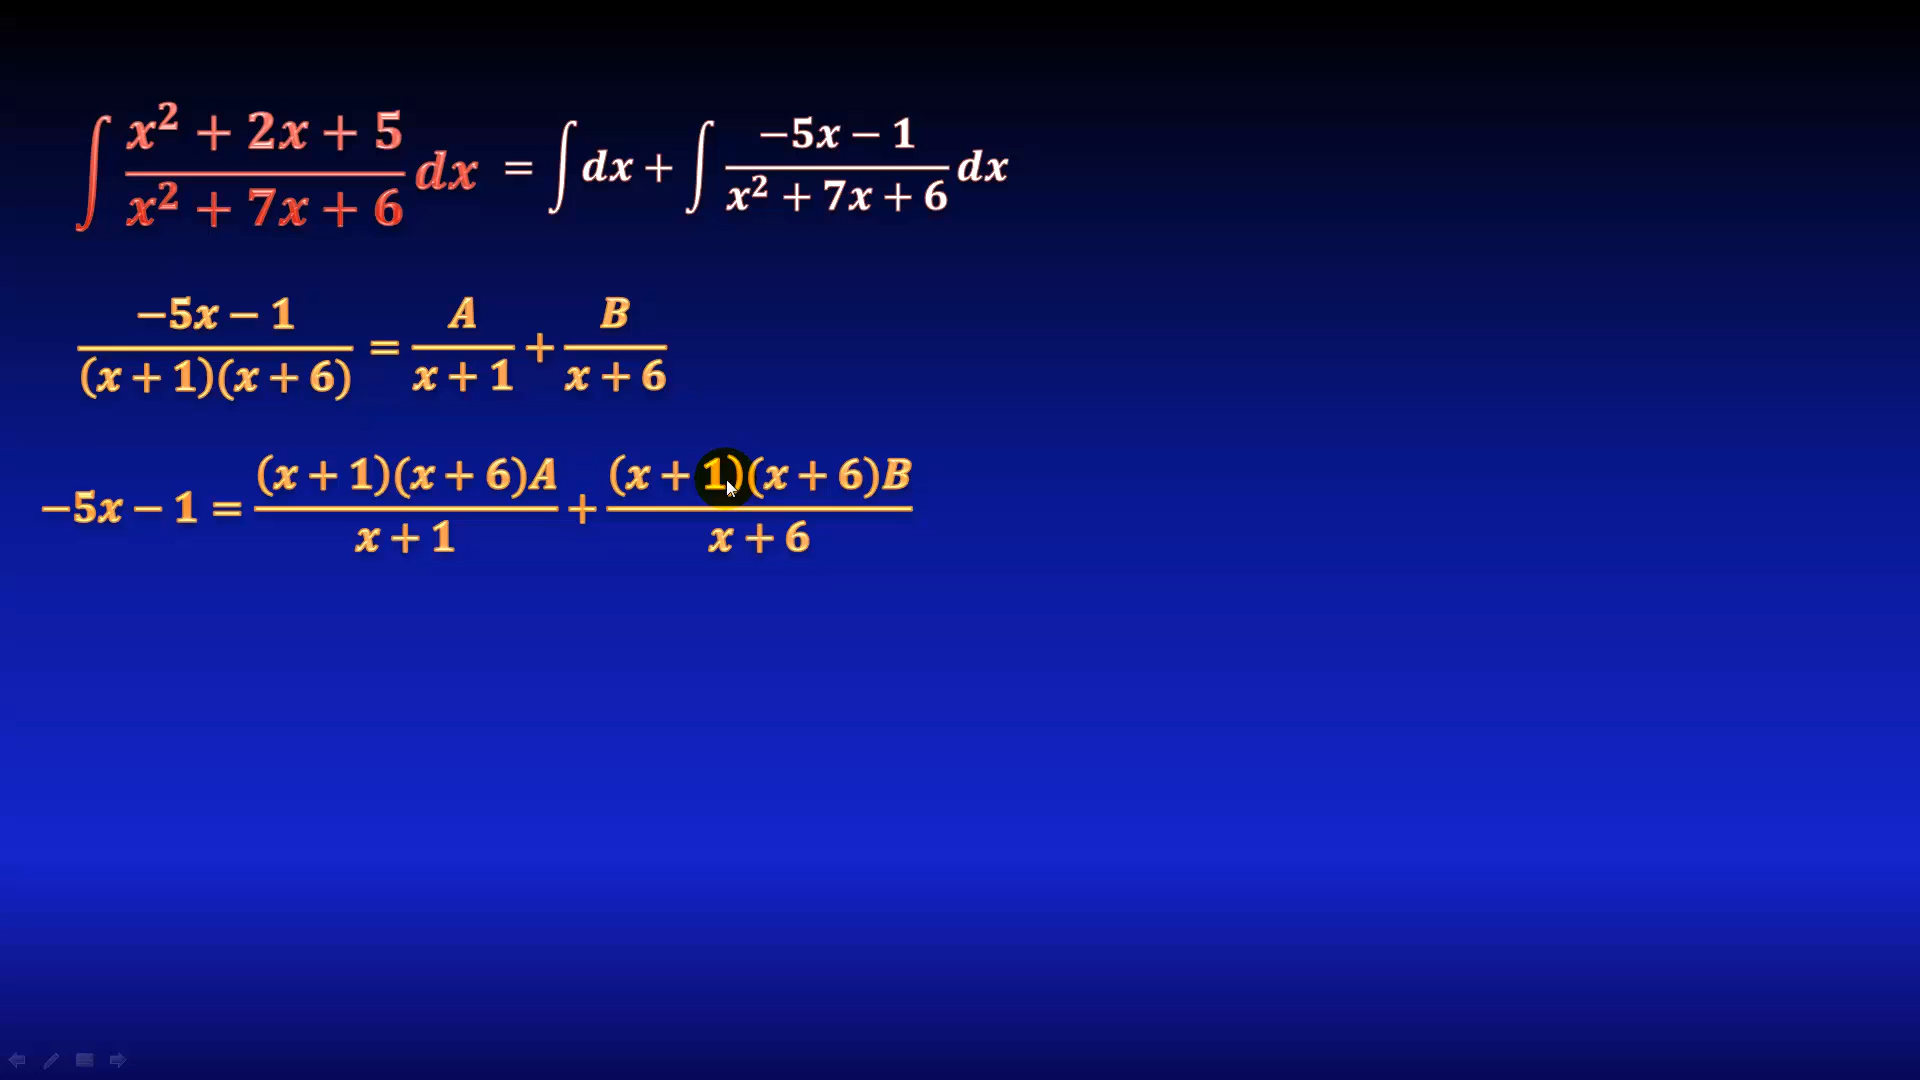 ∫ (x² + 2x + 5)/(x² + 7x + 6) dx = ∫ dx + ∫ (−5x − 1)/(x² + 7x + 6) dx
(−5x − 1)/((x + 1)(x + 6)) = A/(x + 1) + B/(x + 6)
−5x − 1 = ((x + 1)(x + 6)A)/(x + 1) + ((x + 1)(x + 6)B)/(x + 6)